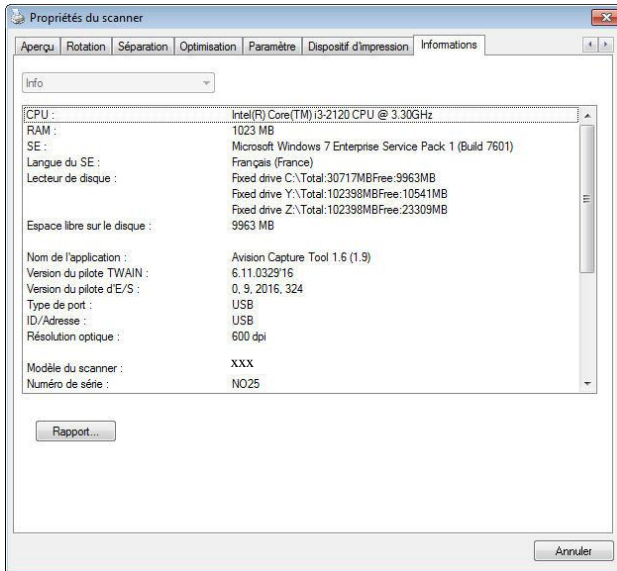 Propriétés du scanner
Aperçu Rotation Séparation Optimisation Paramètre Dispositif d'impression Informations
Info
CPU : Intel(R) Core(TM) i3-2120 CPU @ 3.30GHz
RAM : 1023 MB
SE : Microsoft Windows 7 Enterprise Service Pack 1 (Build 7601)
Langue du SE : Français (France)
Lecteur de disque : Fixed drive C:\Total:30717MBFree:9963MB
Fixed drive Y:\Total:102398MBFree:10541MB
Fixed drive Z:\Total:102398MBFree:23309MB
Espace libre sur le disque : 9963 MB
Nom de l'application : Avision Capture Tool 1.6 (1.9)
Version du pilote TWAIN : 6.11.0329'16
Version du pilote d'E/S : 0, 9, 2016, 324
Type de port : USB
ID/Adresse : USB
Résolution optique : 600 dpi
Modèle du scanner : XXX
Numéro de série : NO25
Rapport...
Annuler